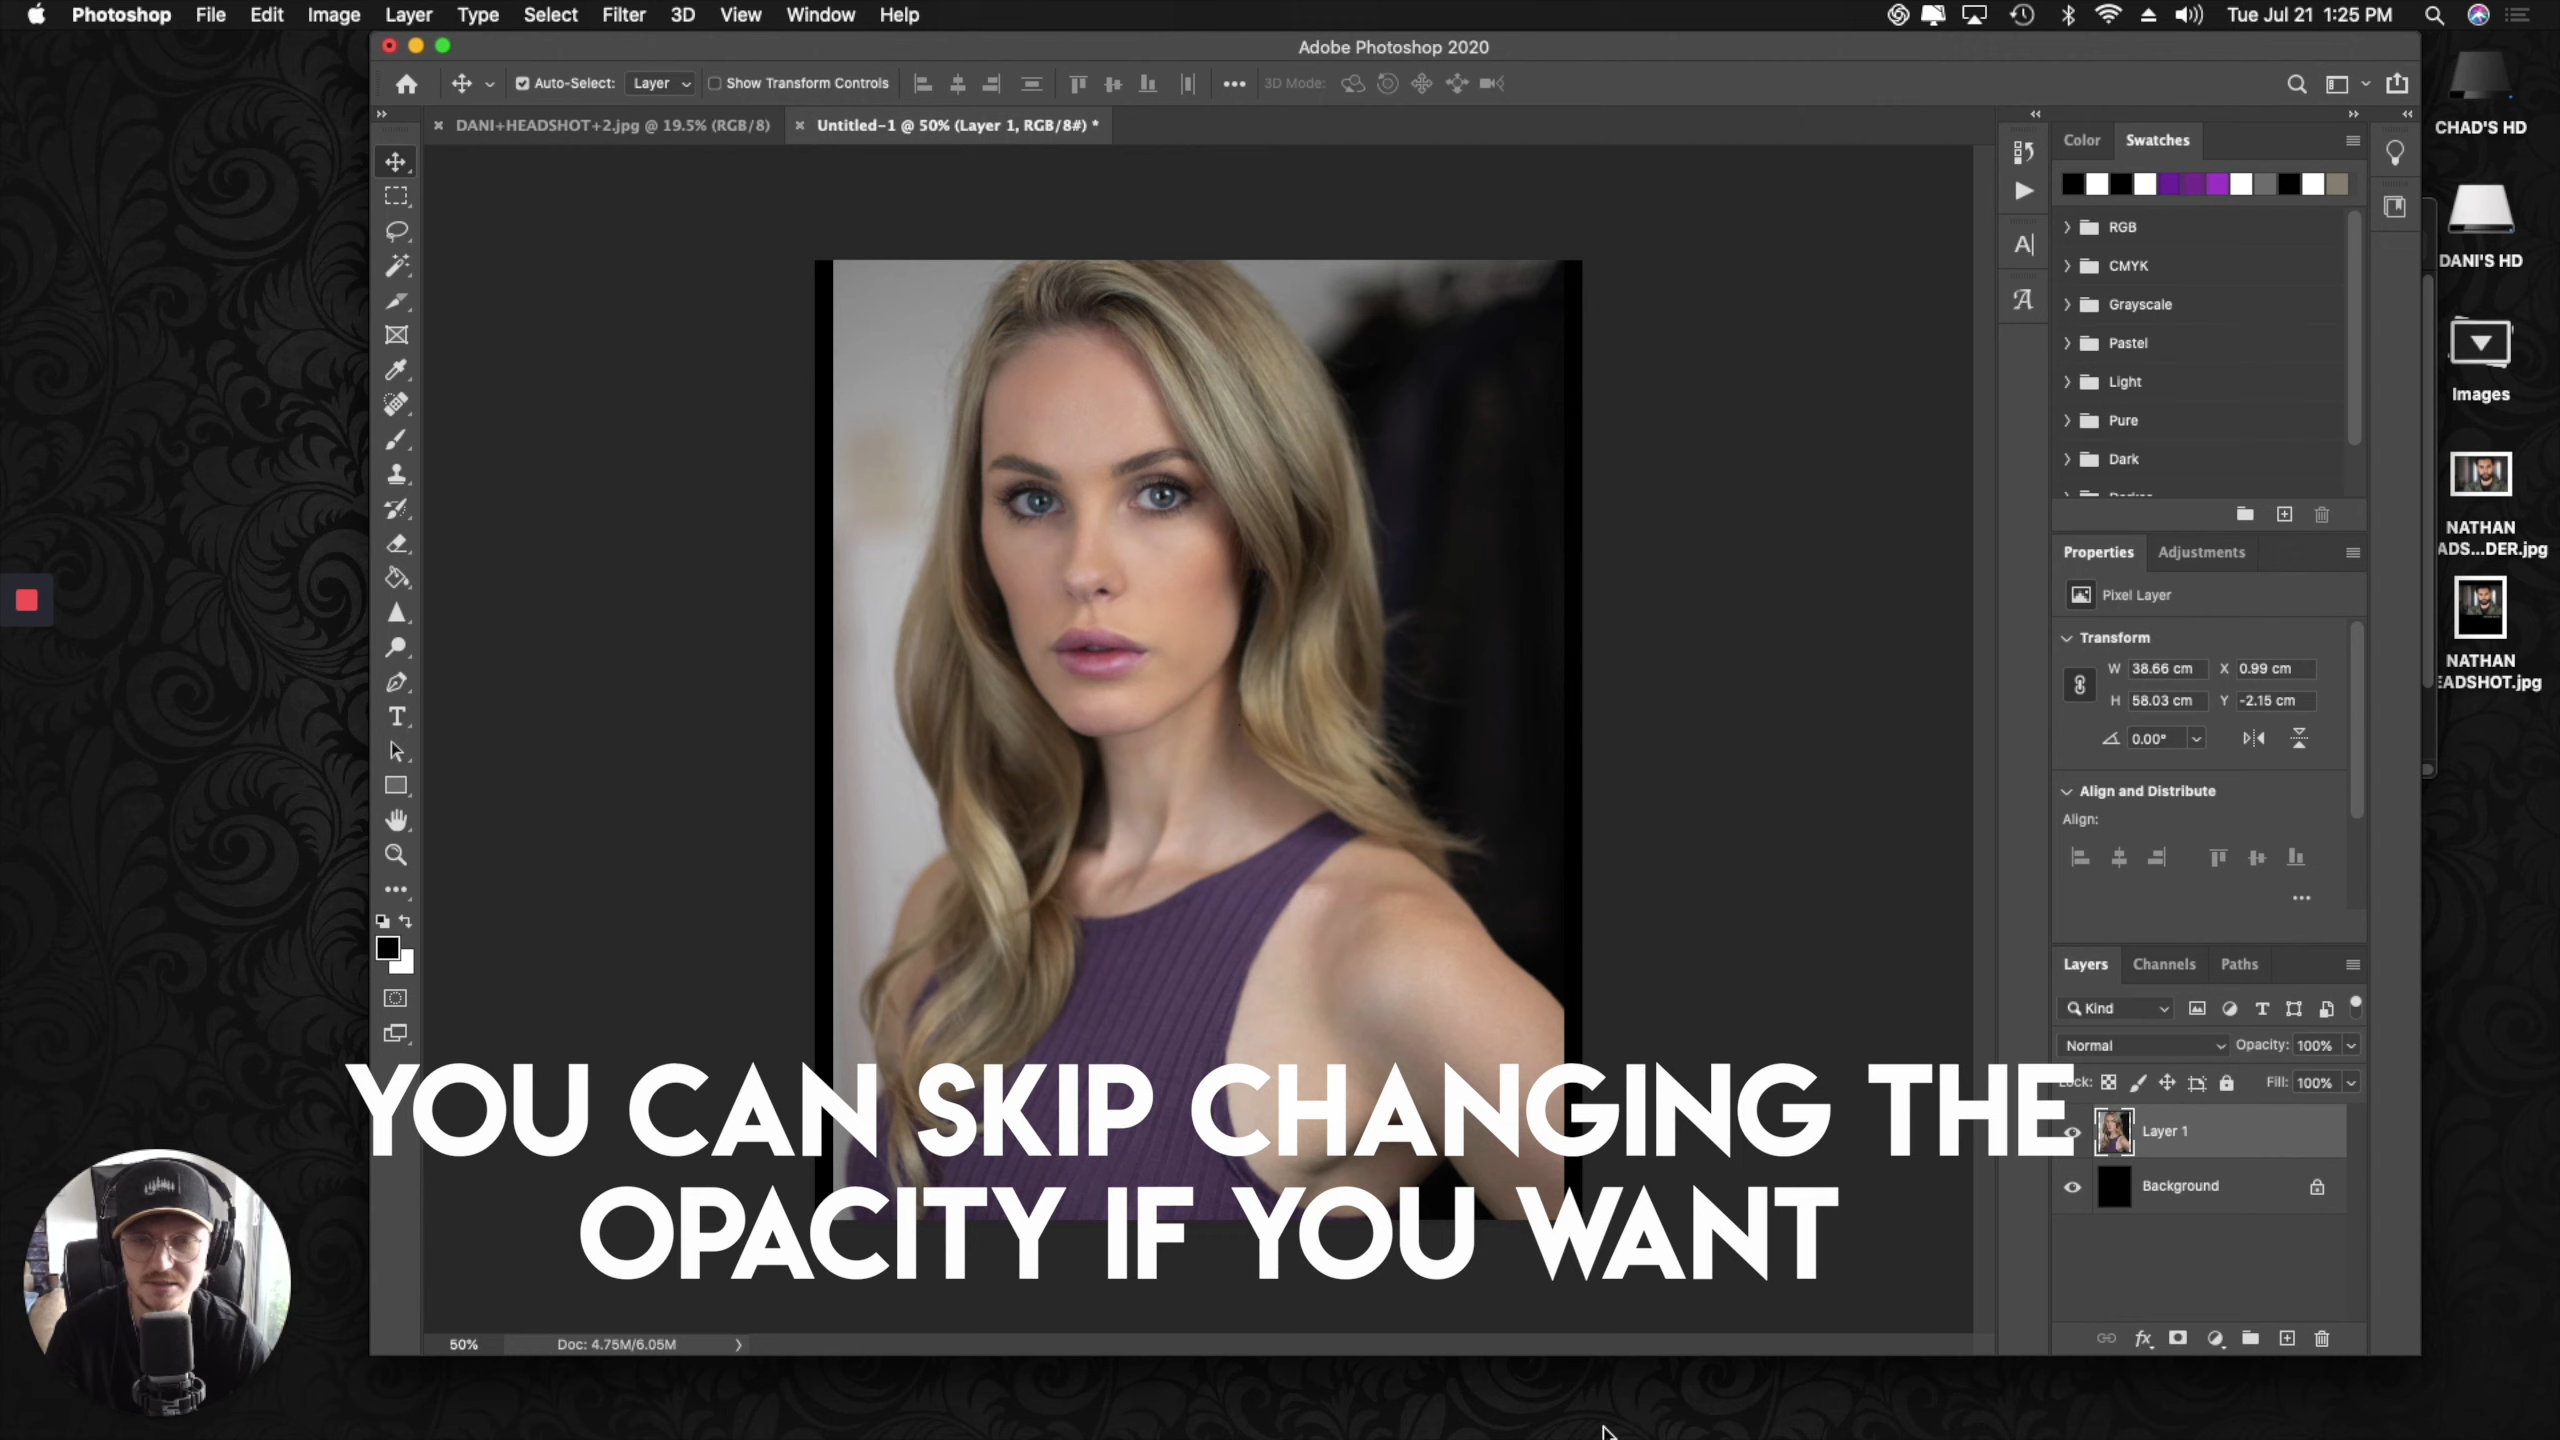 Photoshop File Edit Image Layer Type Select Filter 3D View Window Help
Tue Jul 21 1:25 PM
Adobe Photoshop 2020
Auto-Select: Layer Show Transform Controls 3D Mode:
DANI+HEADSHOT+2.jpg @ 19.5% (RGB/8)
Untitled-1 @ 50% (Layer 1, RGB/8#) *
Color Swatches
RGB
CMYK
Grayscale
Pastel
Light
Pure
Dark
Properties Adjustments
Pixel Layer
Transform
W 38.66 cm X 0.99 cm
H 58.03 cm Y -2.15 cm
0.00°
Align and Distribute
Align:
Layers Channels Paths
Kind
Normal Opacity: 100%
Lock: Fill: 100%
Layer 1
Background
CHAD'S HD
DANI'S HD
Images
NATHAN
ADS...DER.jpg
NATHAN
EADSHOT.jpg
YOU CAN SKIP CHANGING THE
OPACITY IF YOU WANT
50% Doc: 4.75M/6.05M